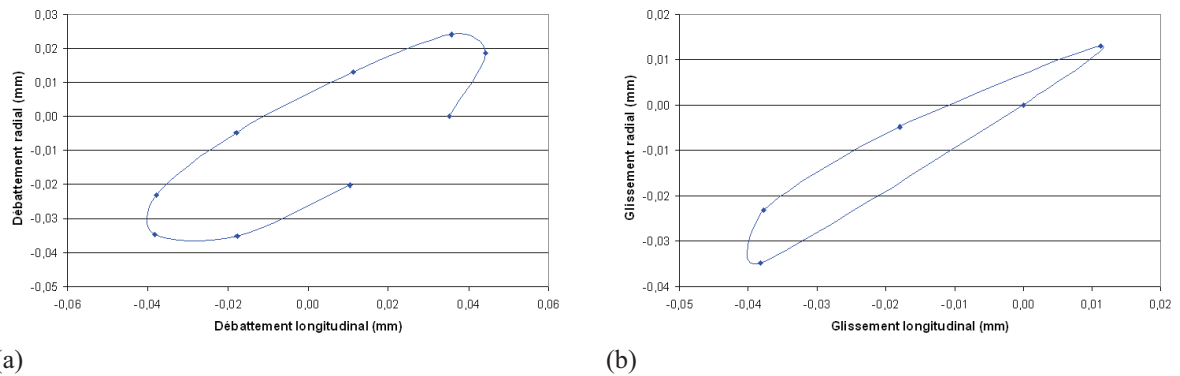 0,03
0,02
0,01
0,00
-0,01
-0,02
-0,03
-0,04
-0,05
-0,06 -0,04 -0,02 0,00 0,02 0,04 0,06
Débattement radial (mm)
Débattement longitudinal (mm)
(a)
0,02
0,01
0,00
-0,01
-0,02
-0,03
-0,04
-0,05 -0,04 -0,03 -0,02 -0,01 0,00 0,01 0,02
Glissement radial (mm)
Glissement longitudinal (mm)
(b)